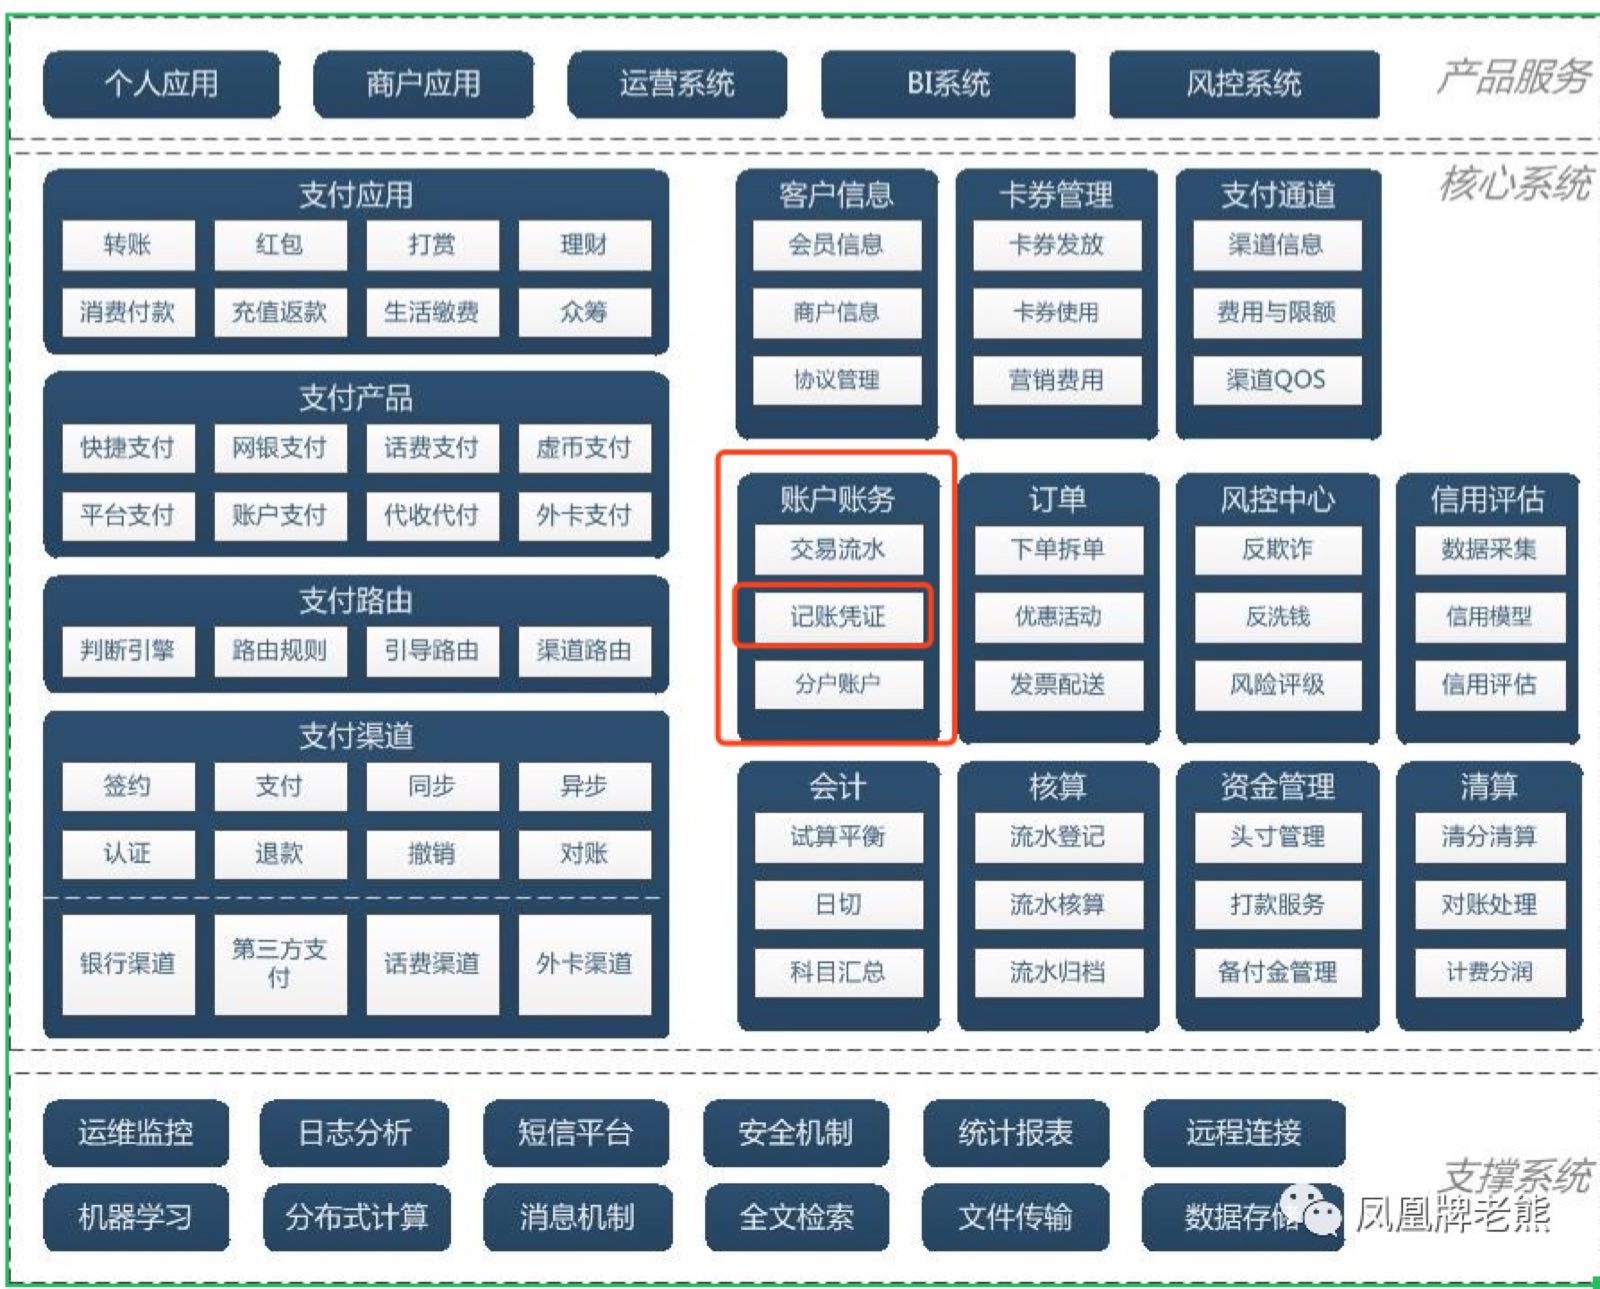 个人应用
商户应用
运营系统
BI系统
风控系统
产品服务
核心系统
支付应用
转账
红包
打赏
理财
消费付款
充值返款
生活缴费
众筹
支付产品
快捷支付
网银支付
话费支付
虚币支付
平台支付
账户支付
代收代付
外卡支付
支付路由
判断引擎
路由规则
引导路由
渠道路由
支付渠道
签约
支付
同步
异步
认证
退款
撤销
对账
银行渠道
第三方支
付
话费渠道
外卡渠道
客户信息
会员信息
商户信息
协议管理
卡券管理
卡券发放
卡券使用
营销费用
支付通道
渠道信息
费用与限额
渠道QOS
账户账务
交易流水
记账凭证
分户账户
订单
下单拆单
优惠活动
发票配送
风控中心
反欺诈
反洗钱
风险评级
信用评估
数据采集
信用模型
信用评估
会计
试算平衡
日切
科目汇总
核算
流水登记
流水核算
流水归档
资金管理
头寸管理
打款服务
备付金管理
清算
清分清算
对账处理
计费分润
运维监控
日志分析
短信平台
安全机制
统计报表
远程连接
支撑系统
机器学习
分布式计算
消息机制
全文检索
文件传输
数据存储
凤凰牌老熊